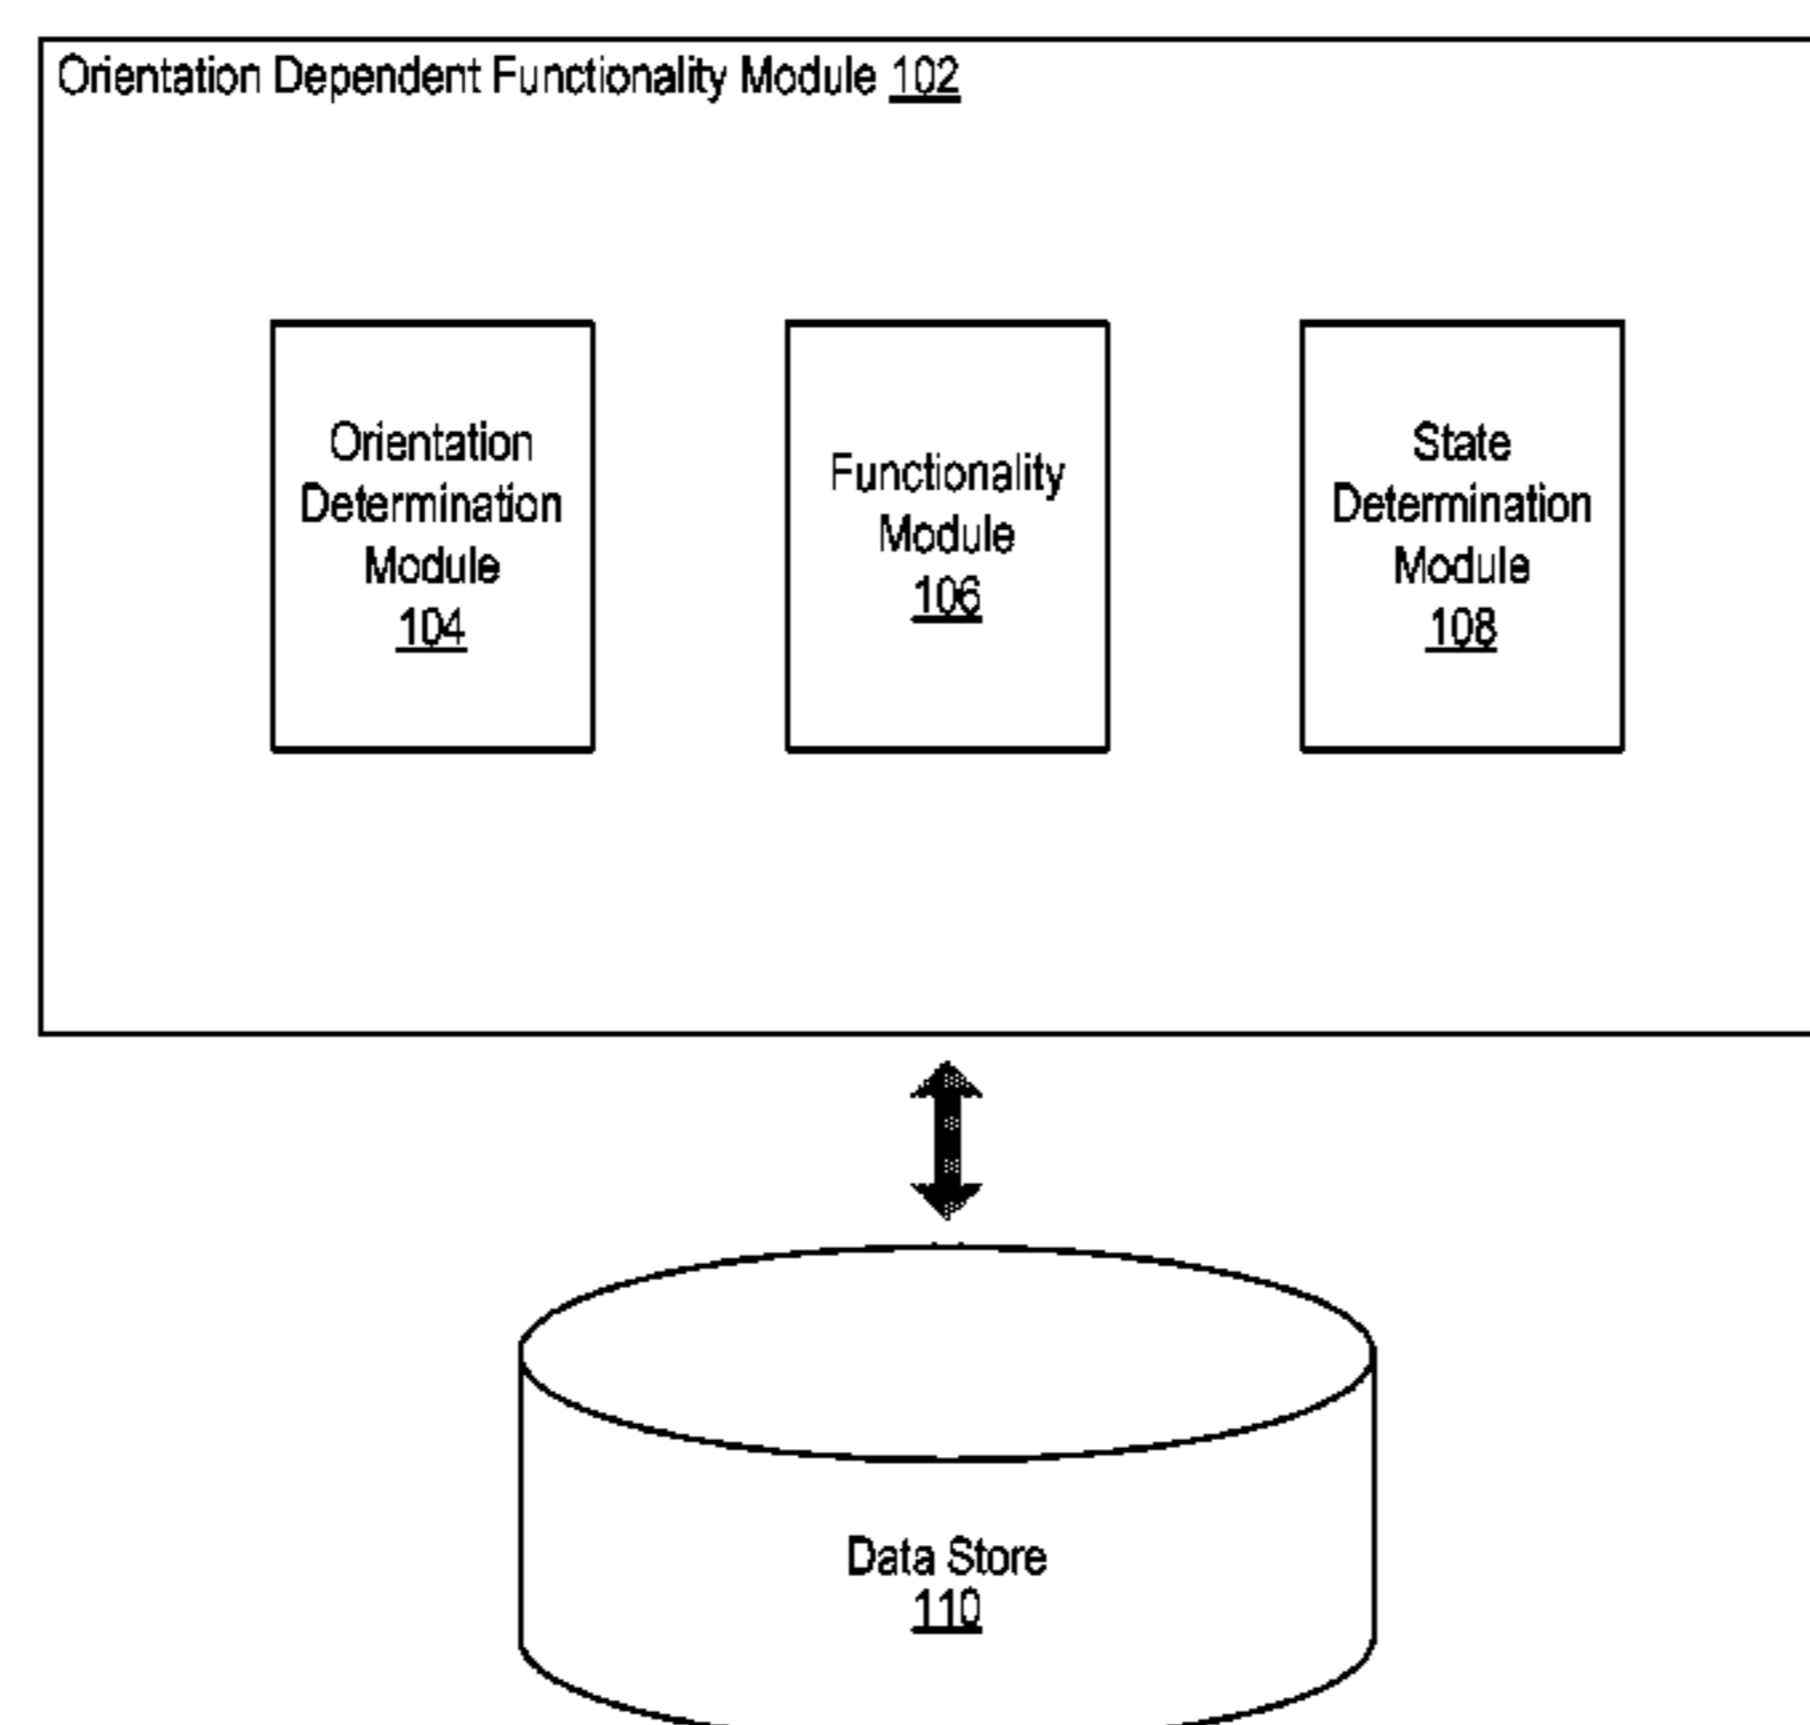 Orientation Dependent Functionality Module 102
Orientation
Determination
Module
104
Functionality
Module
106
State
Determination
Module
108
Data Store
110